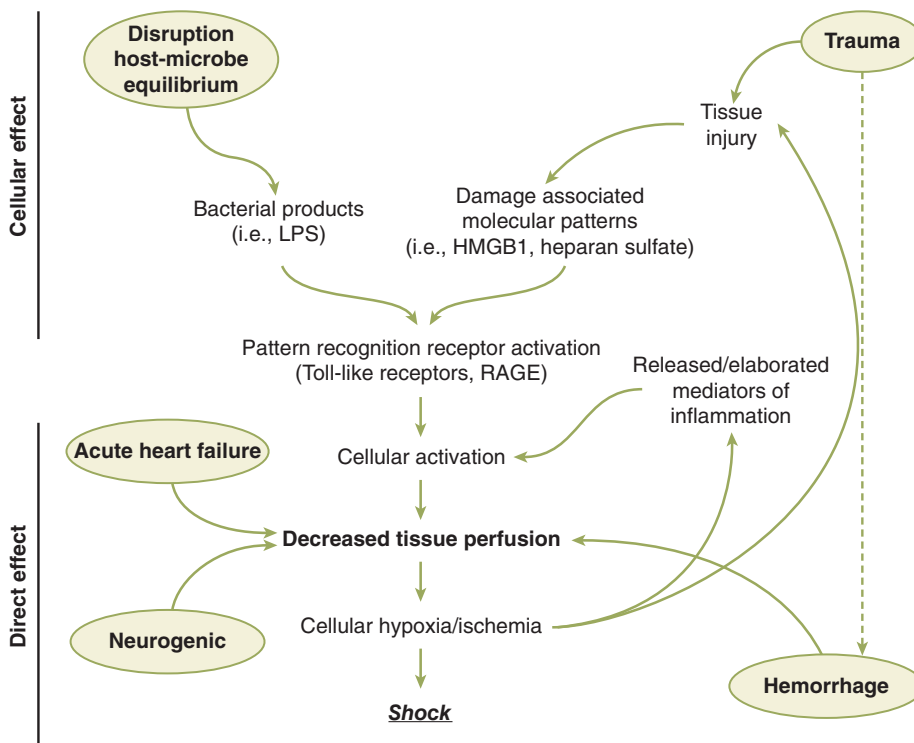 Disruption
host-microbe
equilibrium
Trauma
Cellular effect
Tissue
injury
Bacterial products
(i.e., LPS)
Damage associated
molecular patterns
(i.e., HMGB1, heparan sulfate)
Pattern recognition receptor activation
(Toll-like receptors, RAGE)
Released/elaborated
mediators of
inflammation
Direct effect
Acute heart failure
Cellular activation
Decreased tissue perfusion
Neurogenic
Cellular hypoxia/ischemia
Hemorrhage
Shock